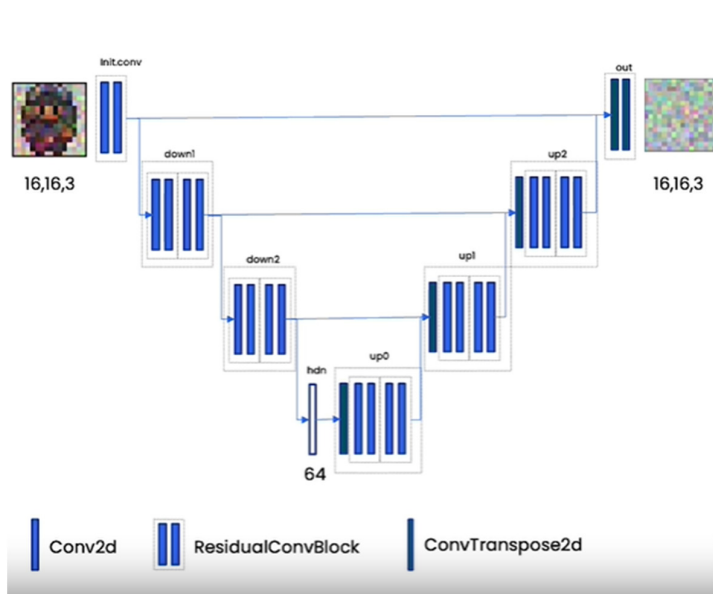 Init.conv
out
16,16,3
16,16,3
down1
up2
down2
up1
hdn
up0
64
Conv2d
ResidualConvBlock
ConvTranspose2d